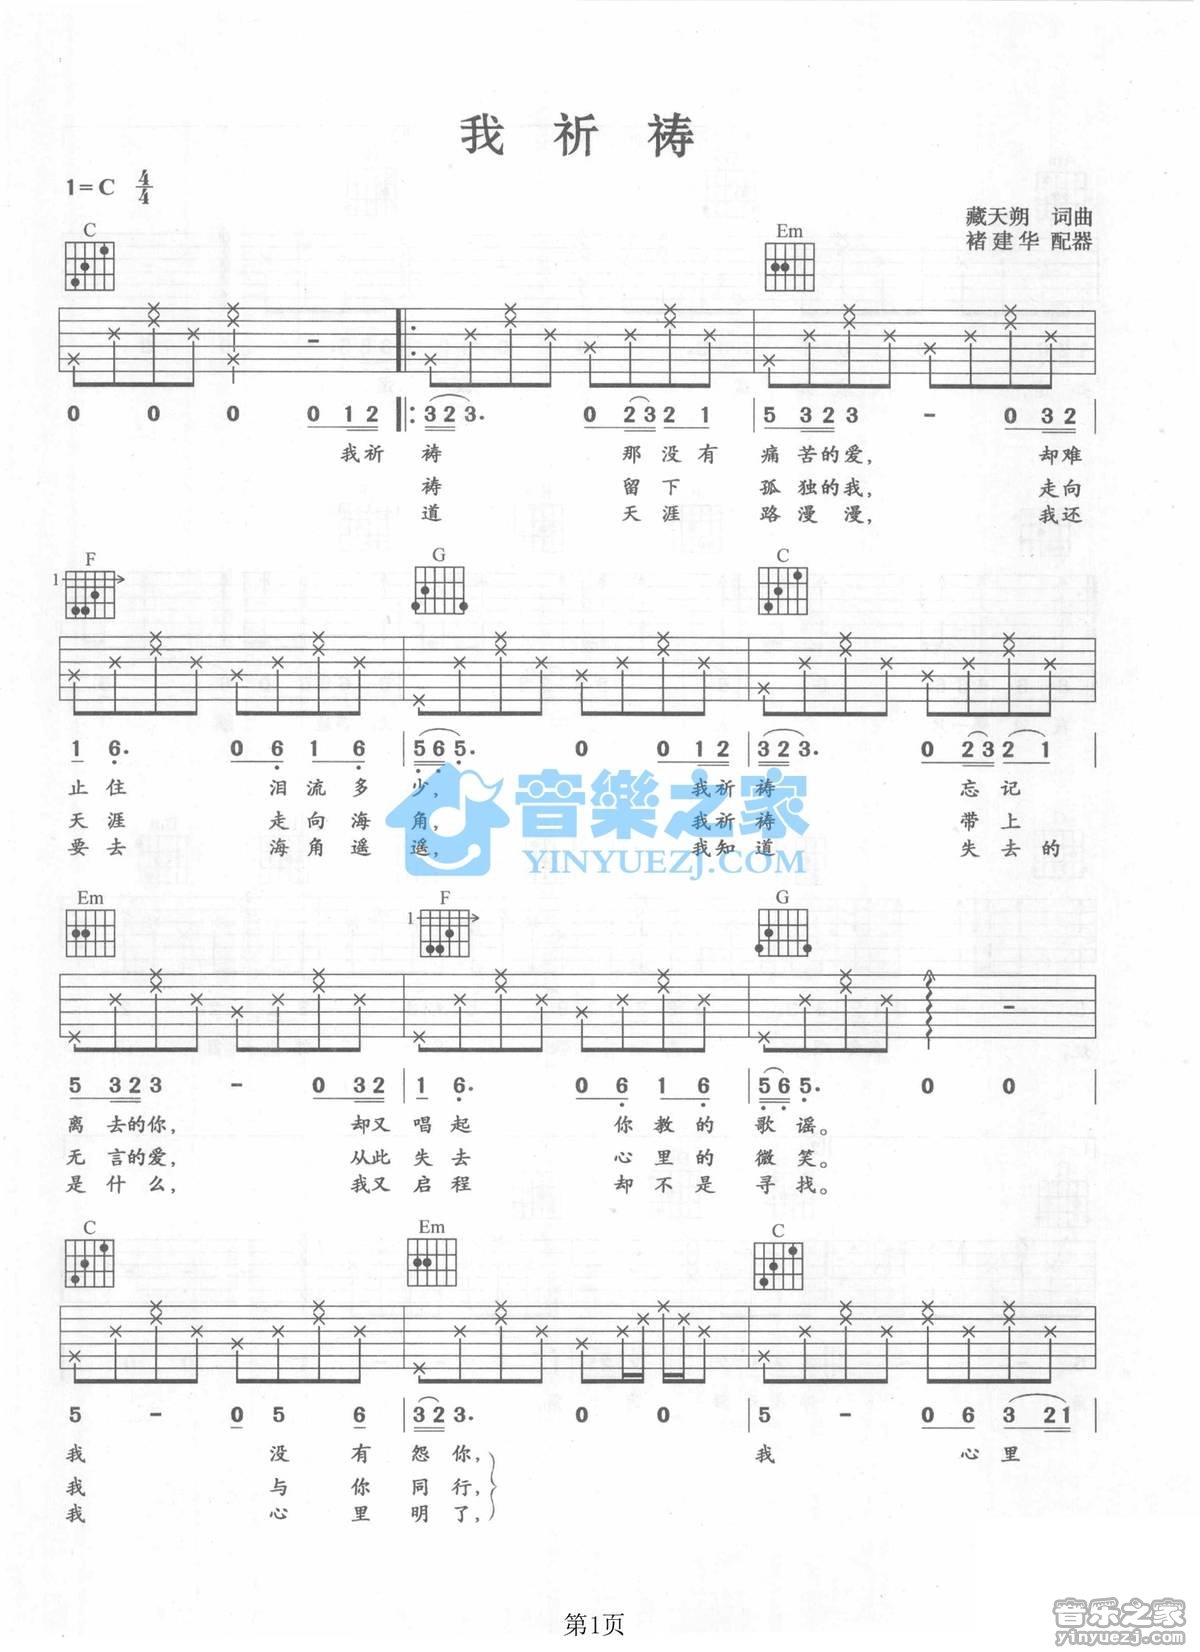 我 祈 祷
1=C 4/4
藏天朔 词曲
褚建华 配器
C Em
0 0 0 0 1 2 3 2 3. 0 2 3 2 1 5 3 2 3 - 0 3 2
我祈 祷 那 没 有 痛 苦的爱, 却难
祷 留 下 孤 独的我, 走向
道 天 涯 路 漫 漫, 我还
1 F G C
1 6. 0 6 1 6 5 6 5. 0 0 1 2 3 2 3. 0 2 3 2 1
止 住 泪 流 多 少, 我祈 祷 忘 记
天 涯 走 向 海 角, 我祈 祷 带 上
要 去 海 角 遥 遥, 我知 道 失 去 的
音樂之家
YINYUEZJ.COM
Em 1 F G
5 3 2 3 - 0 3 2 1 6. 0 6 1 6 5 6 5. 0 0
离 去的你, 却又 唱 起 你 教 的 歌 谣。
无 言的爱, 从此 失 去 心 里 的 微 笑。
是 什 么, 我又 启 程 却 不 是 寻 找。
C Em C
5 - 0 5 6 3 2 3. 0 0 5 - 0 6 3 2 1
我 没 有 怨 你, 我 心 里
我 与 你 同 行,
我 心 里 明 了,
第1页
音乐之家
yinyuezj.com